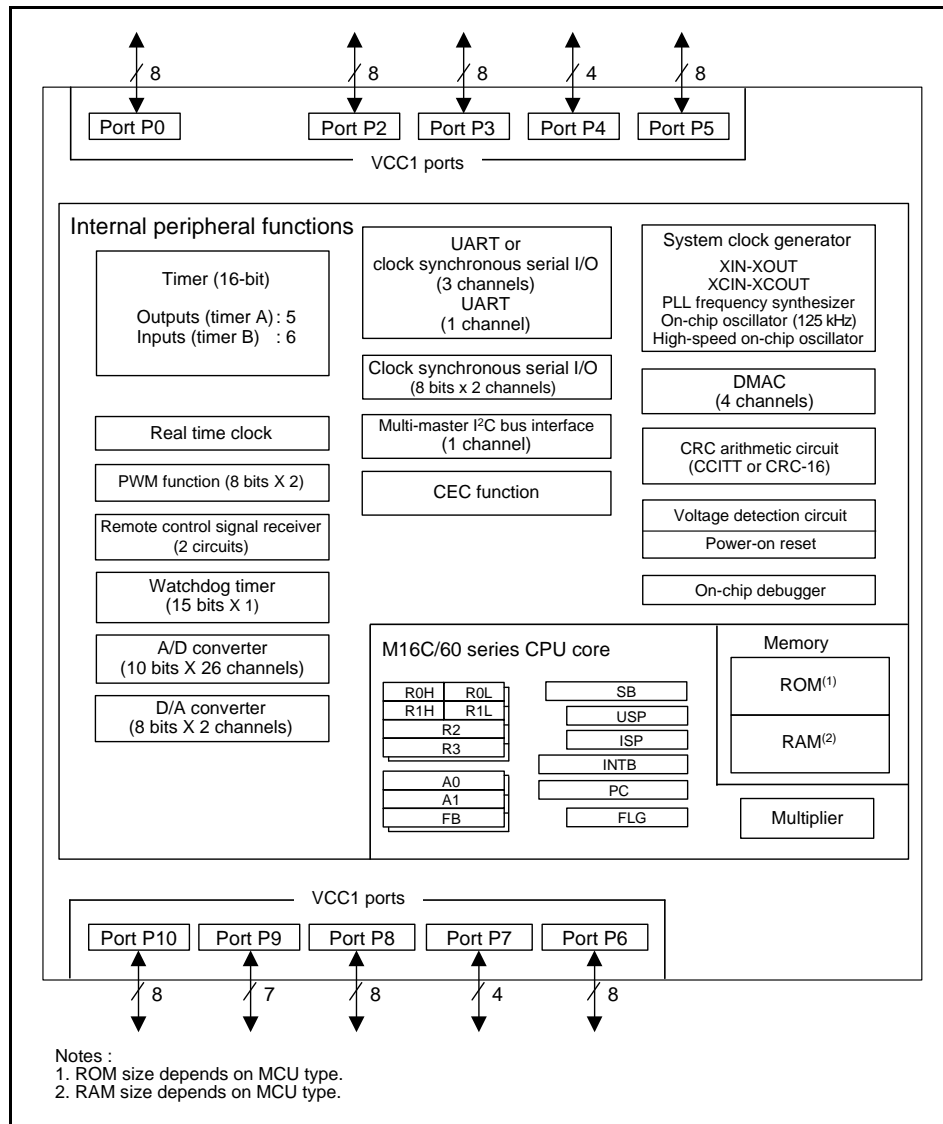 8 8 8 4 8
Port P0 Port P2 Port P3 Port P4 Port P5
VCC1 ports
Internal peripheral functions
Timer (16-bit)
Outputs (timer A) : 5
Inputs (timer B) : 6
Real time clock
PWM function (8 bits X 2)
Remote control signal receiver
(2 circuits)
Watchdog timer
(15 bits X 1)
A/D converter
(10 bits X 26 channels)
D/A converter
(8 bits X 2 channels)
UART or
clock synchronous serial I/O
(3 channels)
UART
(1 channel)
Clock synchronous serial I/O
(8 bits x 2 channels)
Multi-master I²C bus interface
(1 channel)
CEC function
System clock generator
XIN-XOUT
XCIN-XCOUT
PLL frequency synthesizer
On-chip oscillator (125 kHz)
High-speed on-chip oscillator
DMAC
(4 channels)
CRC arithmetic circuit
(CCITT or CRC-16)
Voltage detection circuit
Power-on reset
On-chip debugger
M16C/60 series CPU core
R0H R0L
R1H R1L
R2
R3
A0
A1
FB
SB
USP
ISP
INTB
PC
FLG
Memory
ROM(1)
RAM(2)
Multiplier
VCC1 ports
Port P10 Port P9 Port P8 Port P7 Port P6
8 7 8 4 8
Notes :
1. ROM size depends on MCU type.
2. RAM size depends on MCU type.